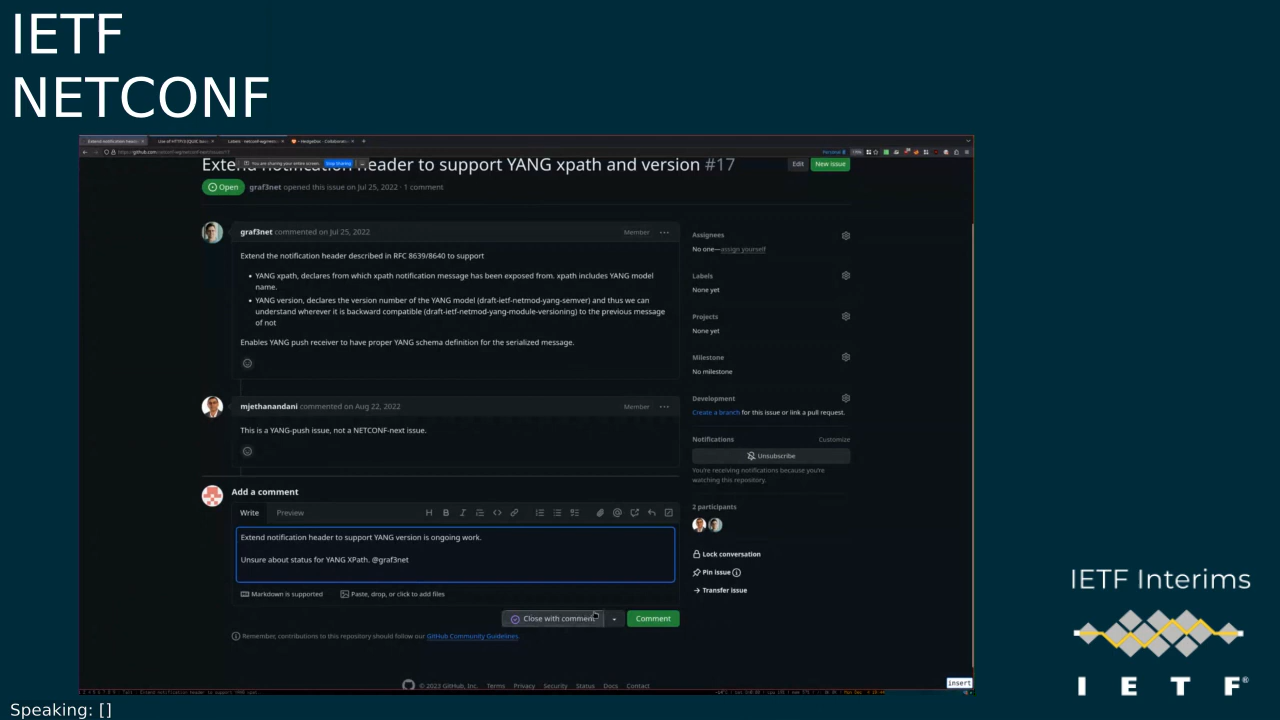 IETF
NETCONF
Extend notification header to support YANG xpath and version #17
You are sharing your entire screen. Stop Sharing
Edit New issue
Open graf3net opened this issue on Jul 25, 2022 · 1 comment
graf3net commented on Jul 25, 2022 Member ...
Extend the notification header described in RFC 8639/8640 to support
• YANG xpath, declares from which xpath notification message has been exposed from. xpath includes YANG model
name.
• YANG version, declares the version number of the YANG model (draft-ietf-netmod-yang-semver) and thus we can
understand wherever it is backward compatible (draft-ietf-netmod-yang-module-versioning) to the previous message
of not
Enables YANG push receiver to have proper YANG schema definition for the serialized message.
mjethanandani commented on Aug 22, 2022 Member ...
This is a YANG-push issue, not a NETCONF-next issue.
Add a comment
Write Preview
Extend notification header to support YANG version is ongoing work.
Unsure about status for YANG XPath. @graf3net
Markdown is supported Paste, drop, or click to add files
Close with comment Comment
Remember, contributions to this repository should follow our GitHub Community Guidelines.
Assignees
No one—assign yourself
Labels
None yet
Projects
None yet
Milestone
No milestone
Development
Create a branch for this issue or link a pull request.
Notifications Customize
Unsubscribe
You're receiving notifications because you're
watching this repository.
2 participants
Lock conversation
Pin issue
Transfer issue
© 2023 GitHub, Inc. Terms Privacy Security Status Docs Contact
insert
IETF Interims
I E T F®
Speaking: []